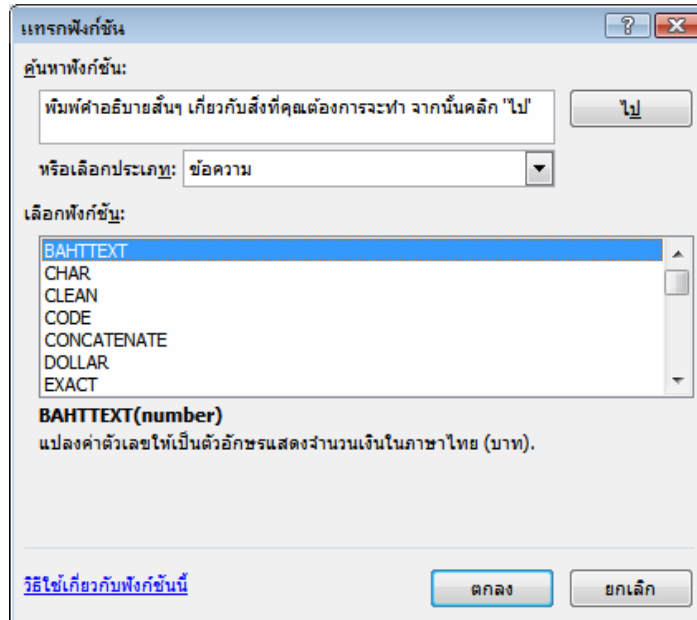 แทรกฟังก์ชัน
ค้นหาฟังก์ชัน:
พิมพ์คำอธิบายสั้นๆ เกี่ยวกับสิ่งที่คุณต้องการจะทำ จากนั้นคลิก 'ไป'
ไป
หรือเลือกประเภท: ข้อความ
เลือกฟังก์ชัน:
BAHTTEXT
CHAR
CLEAN
CODE
CONCATENATE
DOLLAR
EXACT
BAHTTEXT(number)
แปลงค่าตัวเลขให้เป็นตัวอักษรแสดงจำนวนเงินในภาษาไทย (บาท).
วิธีใช้เกี่ยวกับฟังก์ชันนี้
ตกลง
ยกเลิก